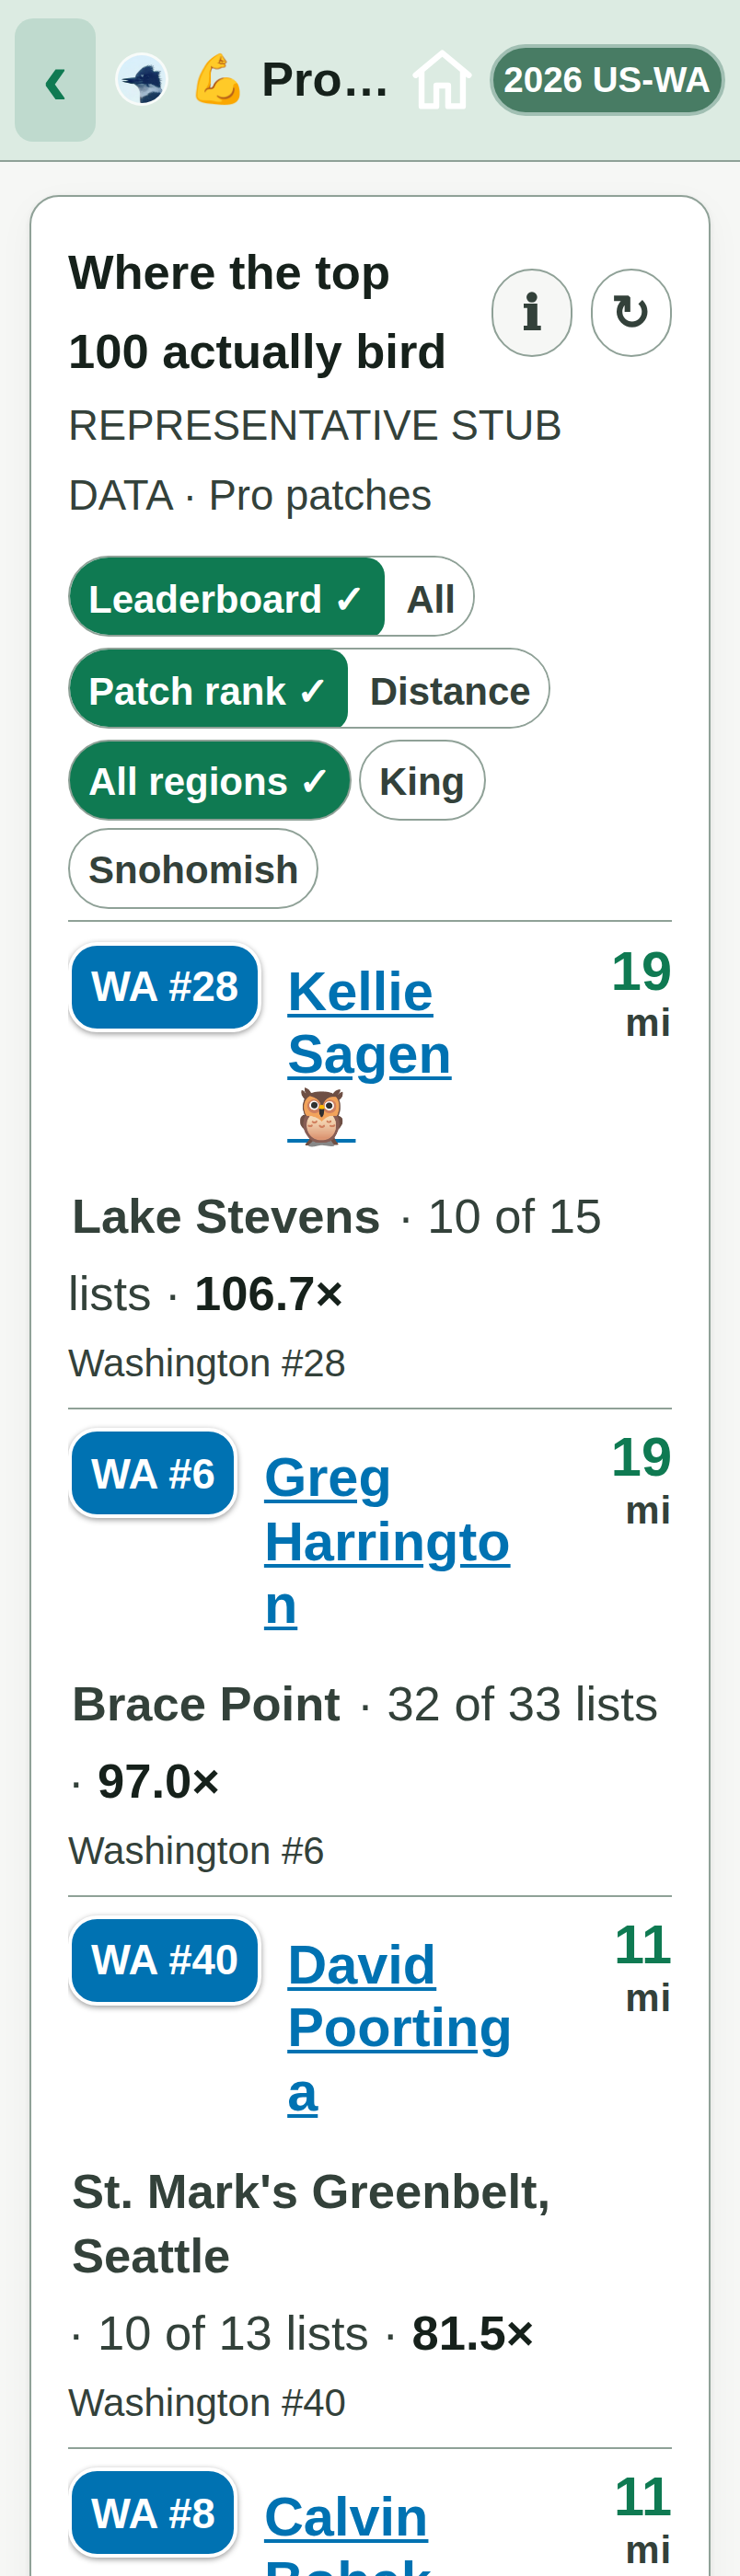 ‹ 💪 Pro… 2026 US-WA
Where the top
100 actually bird
ℹ ↻
REPRESENTATIVE STUB
DATA · Pro patches
Leaderboard ✓ All
Patch rank ✓ Distance
All regions ✓ King
Snohomish
WA #28 Kellie
Sagen
🦉
19
mi
Lake Stevens · 10 of 15
lists · 106.7×
Washington #28
WA #6 Greg
Harringto
n
19
mi
Brace Point · 32 of 33 lists
· 97.0×
Washington #6
WA #40 David
Poorting
a
11
mi
St. Mark's Greenbelt,
Seattle
· 10 of 13 lists · 81.5×
Washington #40
WA #8 Calvin
11
mi